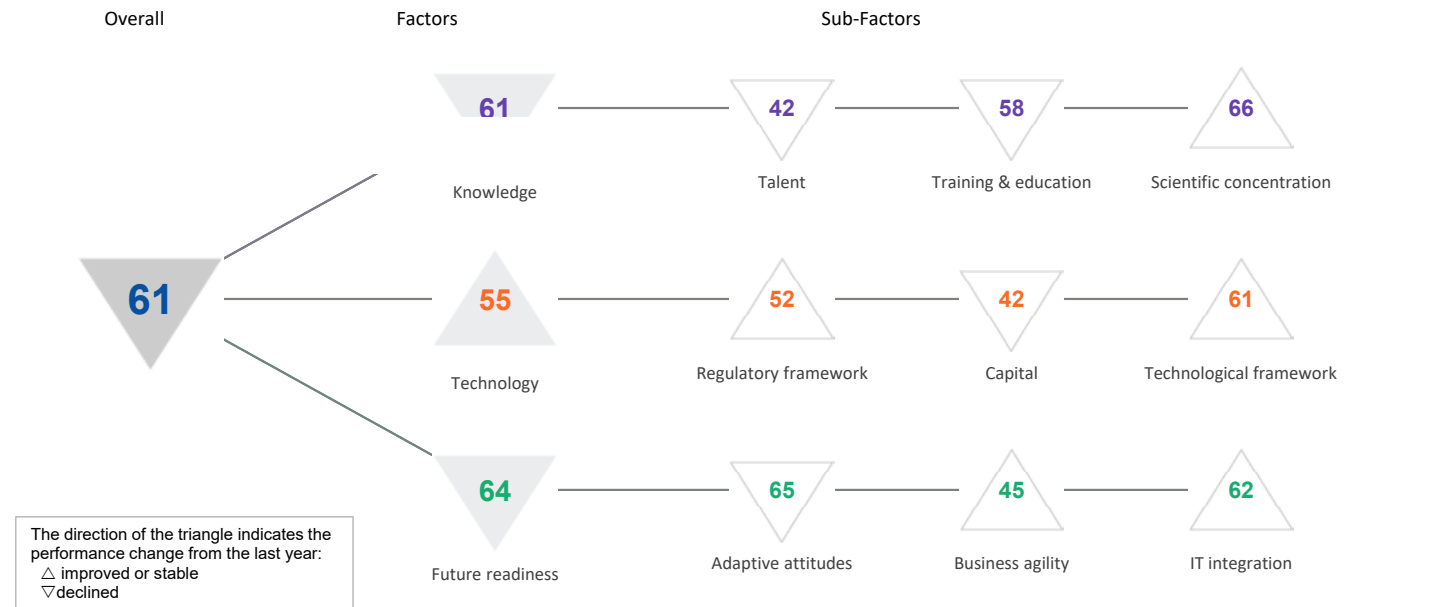 Overall Factors Sub-Factors
61 42 58 66
Knowledge Talent Training & education Scientific concentration
61 55 52 42 61
Technology Regulatory framework Capital Technological framework
64 65 45 62
Future readiness Adaptive attitudes Business agility IT integration
The direction of the triangle indicates the
performance change from the last year:
△ improved or stable
▽declined